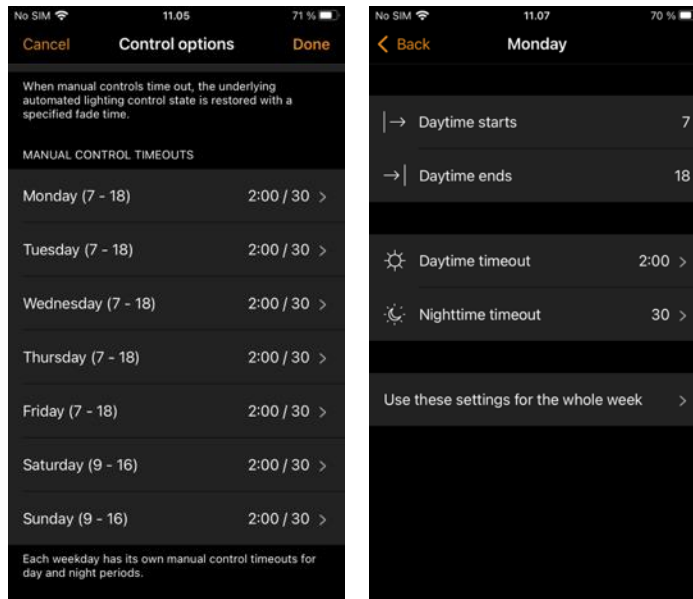 No SIM 11.05 71 %
Cancel Control options Done
When manual controls time out, the underlying
automated lighting control state is restored with a
specified fade time.
MANUAL CONTROL TIMEOUTS
Monday (7 - 18) 2:00 / 30 >
Tuesday (7 - 18) 2:00 / 30 >
Wednesday (7 - 18) 2:00 / 30 >
Thursday (7 - 18) 2:00 / 30 >
Friday (7 - 18) 2:00 / 30 >
Saturday (9 - 16) 2:00 / 30 >
Sunday (9 - 16) 2:00 / 30 >
Each weekday has its own manual control timeouts for
day and night periods.
No SIM 11.07 70 %
< Back Monday
Daytime starts 7
Daytime ends 18
Daytime timeout 2:00 >
Nighttime timeout 30 >
Use these settings for the whole week >